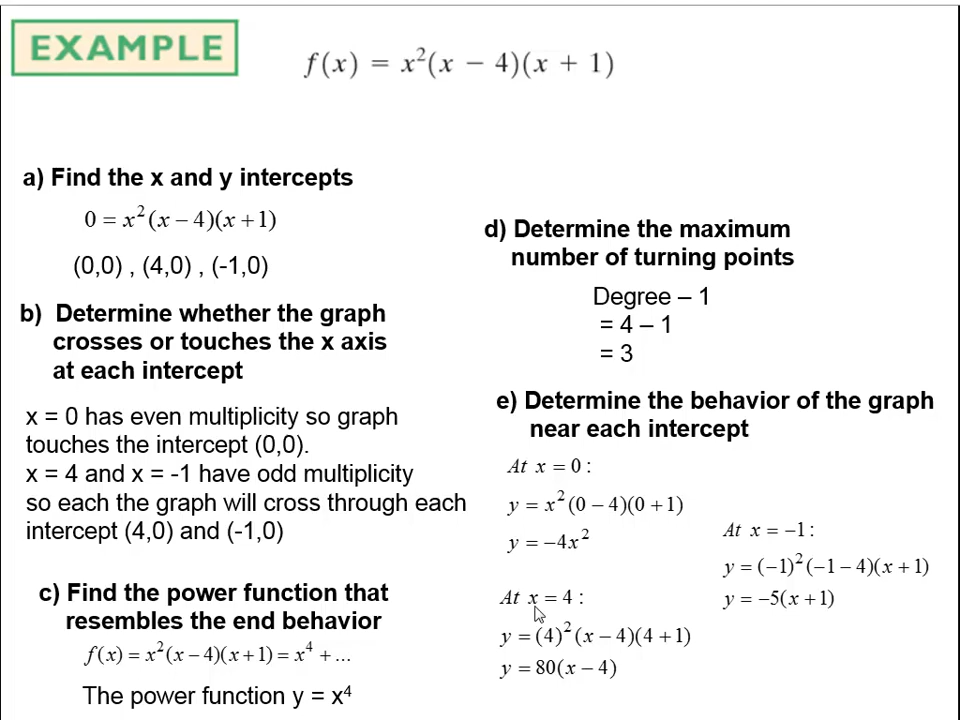 EXAMPLE
f(x) = x²(x − 4)(x + 1)
a) Find the x and y intercepts
0 = x²(x − 4)(x + 1)
(0,0) , (4,0) , (-1,0)
b) Determine whether the graph
crosses or touches the x axis
at each intercept
x = 0 has even multiplicity so graph
touches the intercept (0,0).
x = 4 and x = -1 have odd multiplicity
so each the graph will cross through each
intercept (4,0) and (-1,0)
c) Find the power function that
resembles the end behavior
f(x) = x²(x − 4)(x + 1) = x⁴ + ...
The power function y = x⁴
d) Determine the maximum
number of turning points
Degree – 1
= 4 – 1
= 3
e) Determine the behavior of the graph
near each intercept
At x = 0 :
y = x²(0 − 4)(0 + 1)
y = −4x²
At x = 4 :
y = (4)²(x − 4)(4 + 1)
y = 80(x − 4)
At x = −1 :
y = (−1)²(−1 − 4)(x + 1)
y = −5(x + 1)